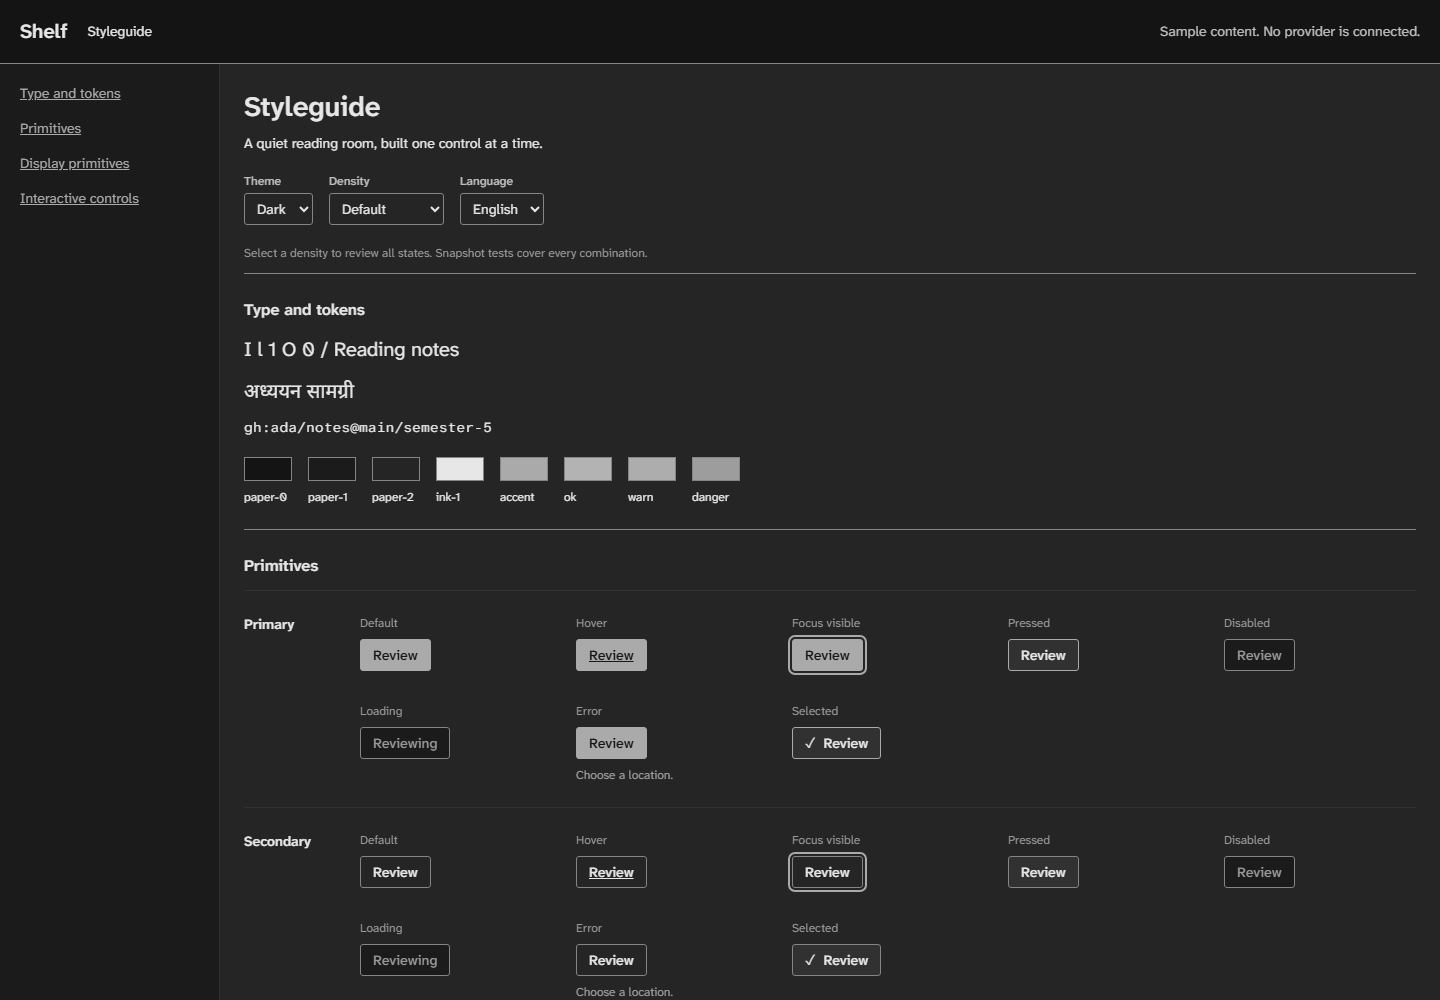 Shelf Styleguide Sample content. No provider is connected.
Type and tokens
Primitives
Display primitives
Interactive controls
Styleguide
A quiet reading room, built one control at a time.
Theme Density Language
Dark Default English
Select a density to review all states. Snapshot tests cover every combination.
Type and tokens
I l 1 O 0 / Reading notes
अध्ययन सामग्री
gh:ada/notes@main/semester-5
paper-0 paper-1 paper-2 ink-1 accent ok warn danger
Primitives
Primary Default Hover Focus visible Pressed Disabled
Review Review Review Review Review
Loading Error Selected
Reviewing Review ✓ Review
Choose a location.
Secondary Default Hover Focus visible Pressed Disabled
Review Review Review Review Review
Loading Error Selected
Reviewing Review ✓ Review
Choose a location.